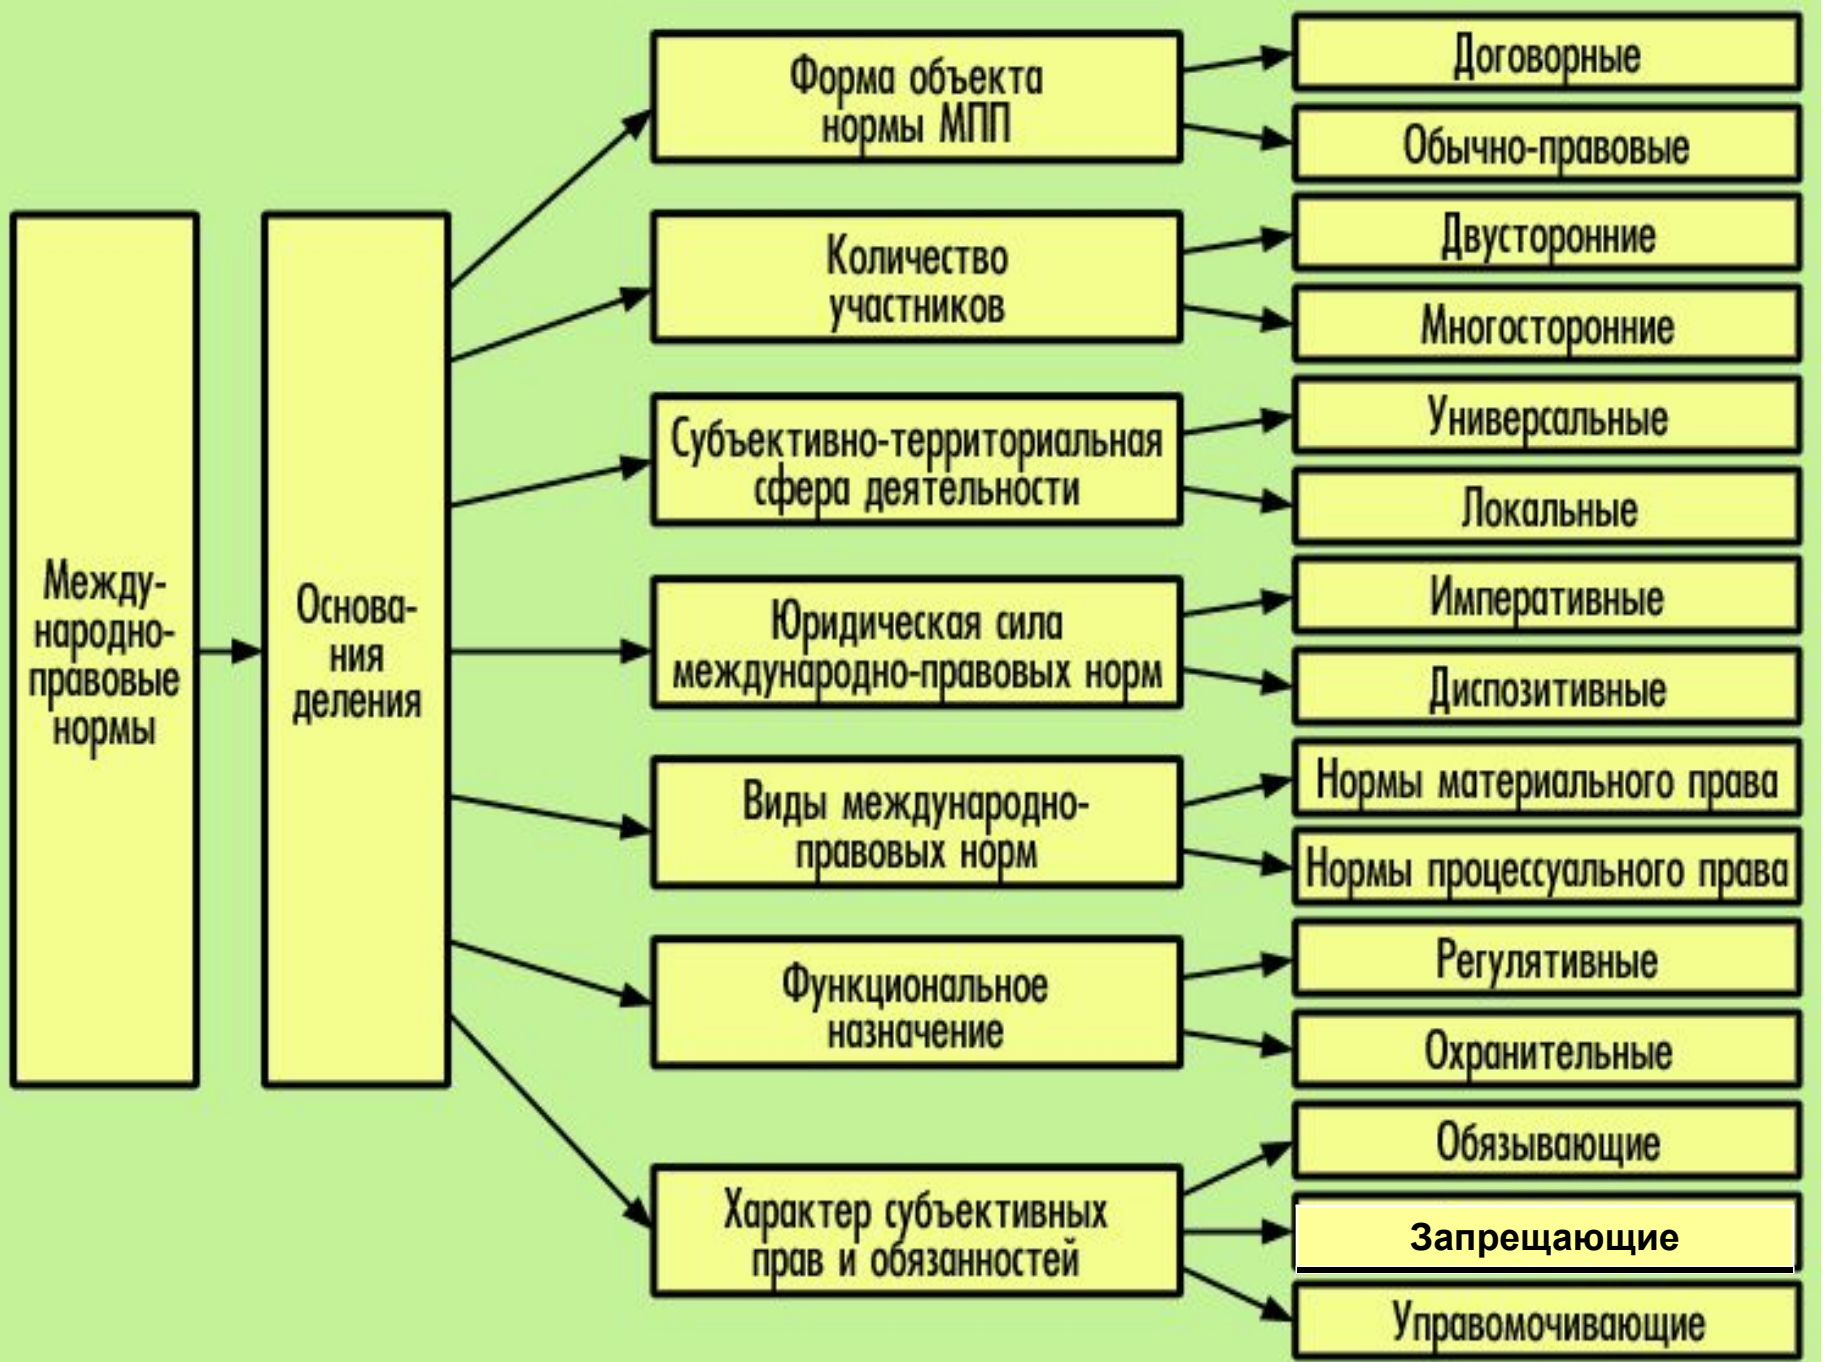 Между-
народно-
правовые
нормы
Основа-
ния
деления
Форма объекта
нормы МПП
Договорные
Обычно-правовые
Количество
участников
Двусторонние
Многосторонние
Субъективно-территориальная
сфера деятельности
Универсальные
Локальные
Юридическая сила
международно-правовых норм
Императивные
Диспозитивные
Виды международно-
правовых норм
Нормы материального права
Нормы процессуального права
Функциональное
назначение
Регулятивные
Охранительные
Характер субъективных
прав и обязанностей
Обязывающие
Запрещающие
Управомочивающие